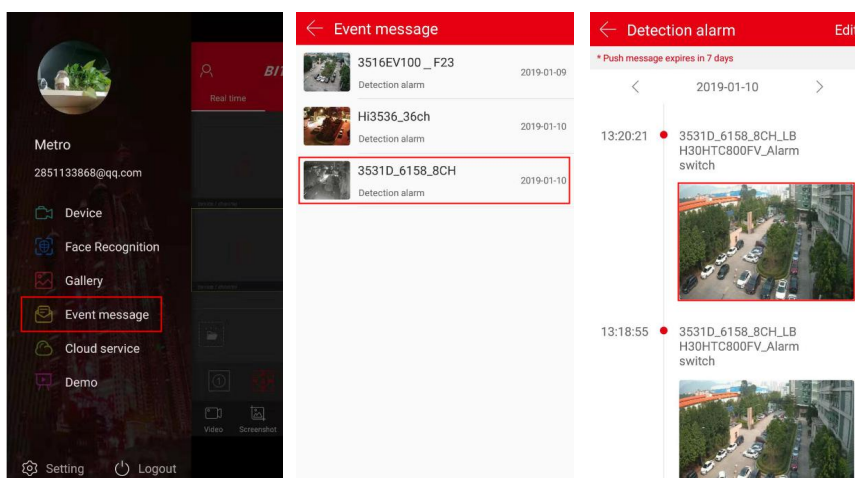 BIT
Real time
Metro
2851133868@qq.com
Device
Face Recognition
Gallery
Event message
Cloud service
Demo
Video Screenshot
Setting
Logout
Event message
3516EV100 _ F23
Detection alarm
2019-01-09
Hi3536_36ch
Detection alarm
2019-01-10
3531D_6158_8CH
Detection alarm
2019-01-10
Detection alarm
Edit
* Push message expires in 7 days
2019-01-10
13:20:21
3531D_6158_8CH_LB
H30HTC800FV_Alarm
switch
13:18:55
3531D_6158_8CH_LB
H30HTC800FV_Alarm
switch